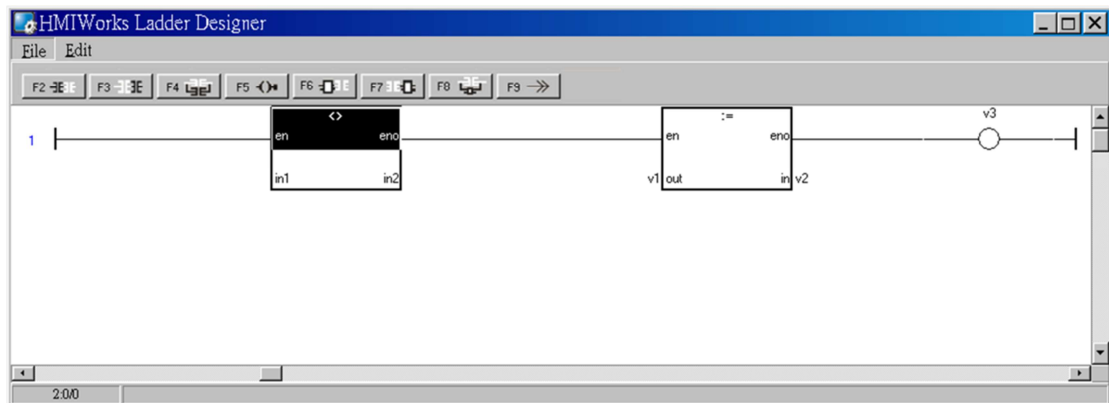 HMIWorks Ladder Designer
File Edit
F2 F3 F4 F5 F6 F7 F8 F9
<> := v3
1 en eno en eno
in1 in2 v1 out in v2
2:0/0